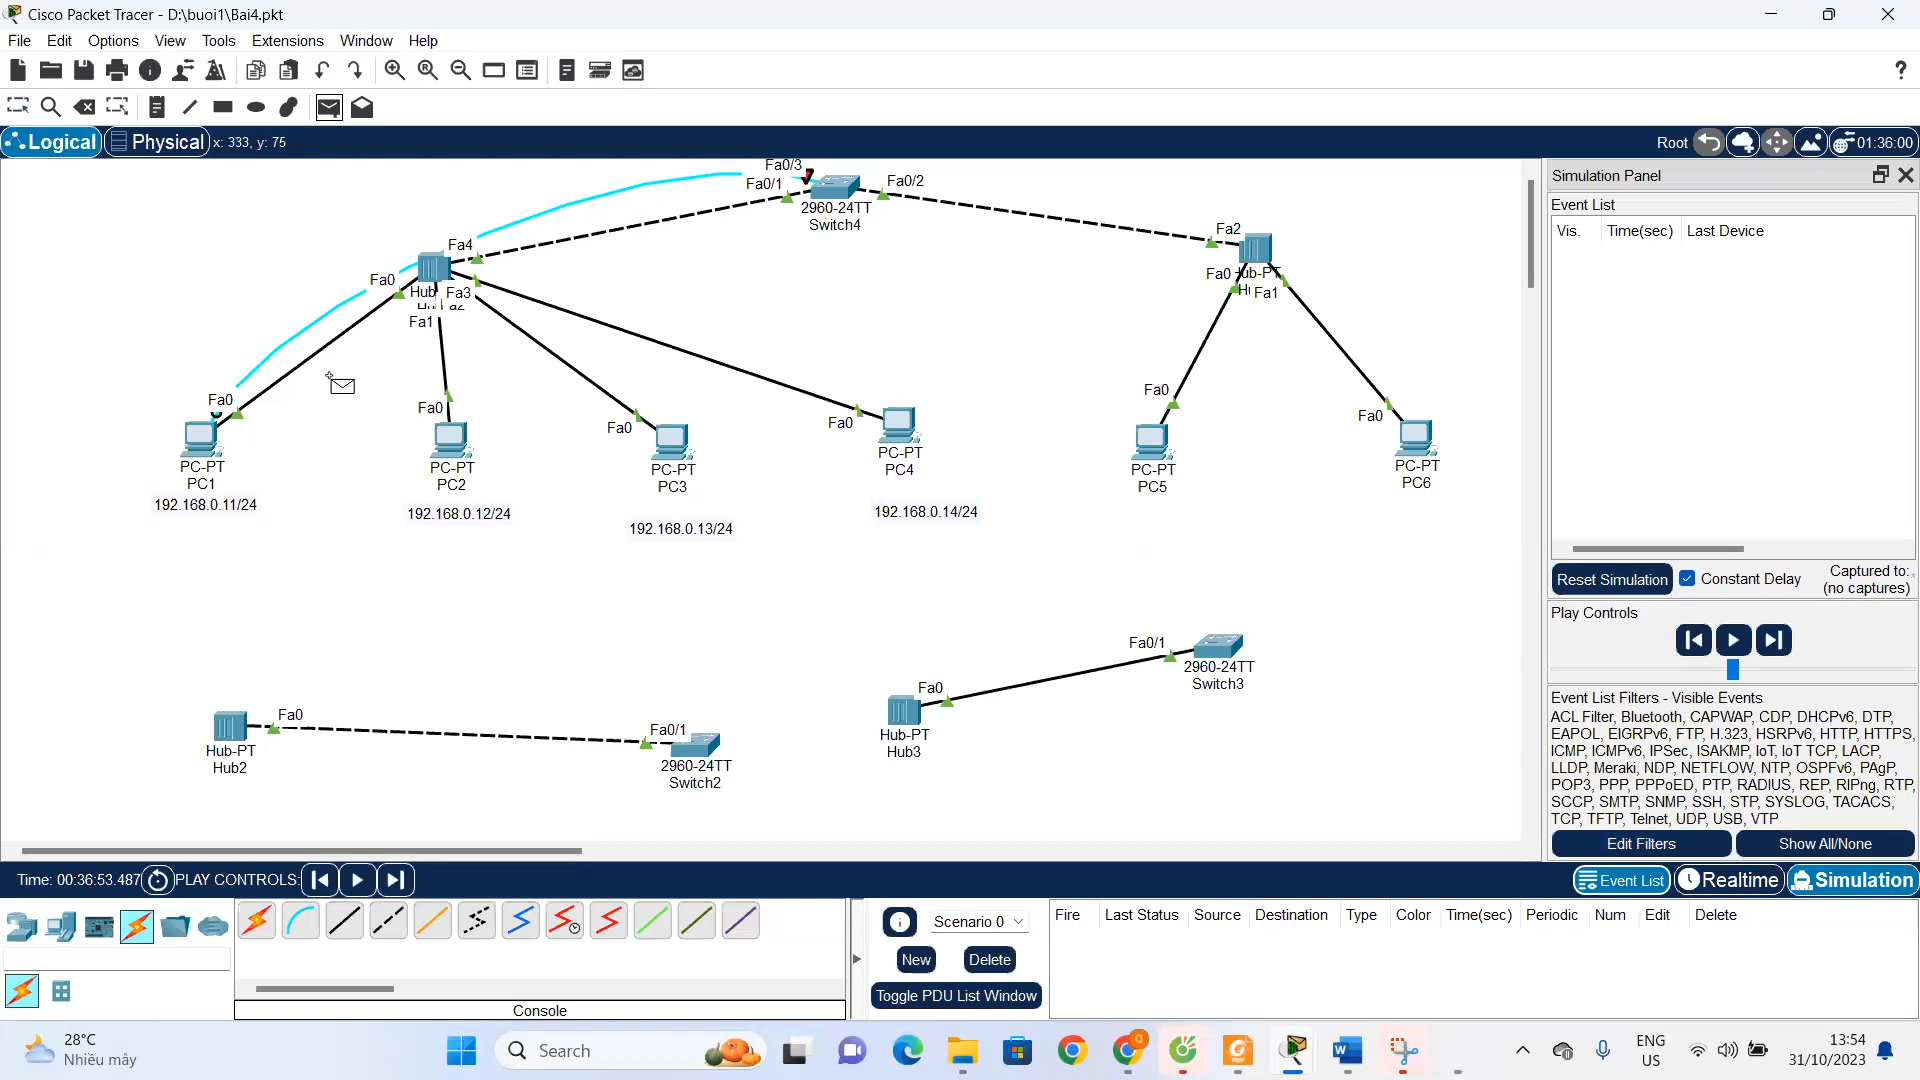 Cisco Packet Tracer - D:\buoi1\Bai4.pkt
File Edit Options View Tools Extensions Window Help
Logical Physical x: 333, y: 75 Root 01:36:00
Simulation Panel
Event List
Vis. Time(sec) Last Device
Fa0/3
Fa0/1 Fa0/2
2960-24TT
Switch4
Fa4 Fa2
Fa0 Hub Fa3 Fa0 Hub-PT
Fa1
Fa1
Fa0 Fa0 Fa0 Fa0 Fa0 Fa0
PC-PT
PC1
192.168.0.11/24
PC-PT
PC2
192.168.0.12/24
PC-PT
PC3
192.168.0.13/24
PC-PT
PC4
192.168.0.14/24
PC-PT
PC5
PC-PT
PC6
Reset Simulation Constant Delay Captured to:
(no captures)
Play Controls
Fa0 Fa0/1
Hub-PT
Hub2
2960-24TT
Switch2
Fa0 Fa0/1
Hub-PT
Hub3
2960-24TT
Switch3
Event List Filters - Visible Events
ACL Filter, Bluetooth, CAPWAP, CDP, DHCPv6, DTP,
EAPOL, EIGRPv6, FTP, H.323, HSRPv6, HTTP, HTTPS,
ICMP, ICMPv6, IPSec, ISAKMP, IoT, IoT TCP, LACP,
LLDP, Meraki, NDP, NETFLOW, NTP, OSPFv6, PAgP,
POP3, PPP, PPPoED, PTP, RADIUS, REP, RIPng, RTP,
SCCP, SMTP, SNMP, SSH, STP, SYSLOG, TACACS,
TCP, TFTP, Telnet, UDP, USB, VTP
Edit Filters Show All/None
Time: 00:36:53.487 PLAY CONTROLS: Event List Realtime Simulation
Scenario 0
New Delete
Toggle PDU List Window
Fire Last Status Source Destination Type Color Time(sec) Periodic Num Edit Delete
Console
28°C
Nhiều mây
Search
ENG
US
13:54
31/10/2023